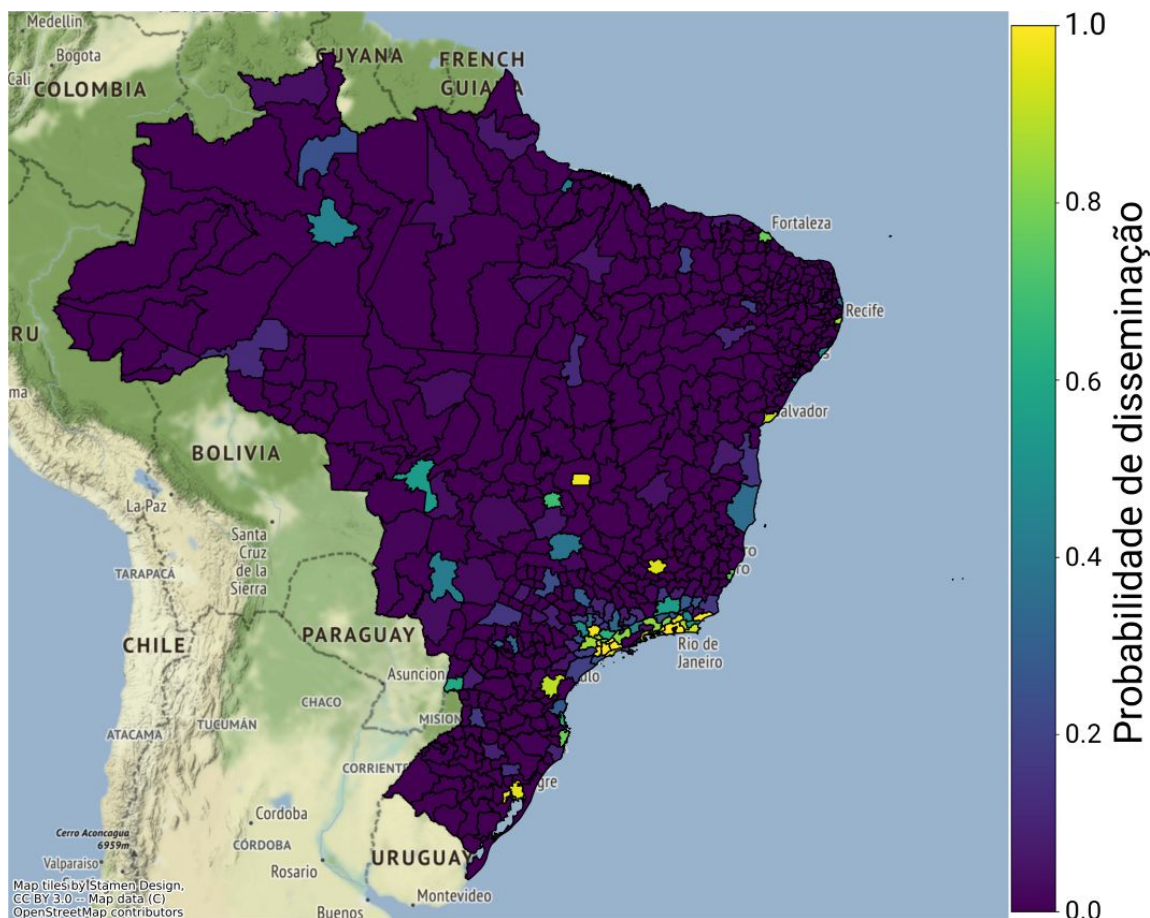 Medellin
Bogota
Cali
COLOMBIA
GUYANA
FRENCH
GUIANA
Fortaleza
Recife
RU
alvador
BOLIVIA
La Paz
Santa
Cruz
de la
Sierra
TARAPACÁ
PARAGUAY
CHILE
Rio de
Janeiro
ulo
Asuncion
CHACO
TUCUMÁN
MISION
ATACAMA
CORRIENTE
gre
Cerro Aconcagua
6959m
Cordoba
CÓRDOBA
Valparaiso
Rosario
URUGUAY
Montevideo
Buenos
Map tiles by Stamen Design,
CC BY 3.0 -- Map data (C)
OpenStreetMap contributors
1.0
0.8
0.6
0.4
0.2
0.0
Probabilidade de disseminação